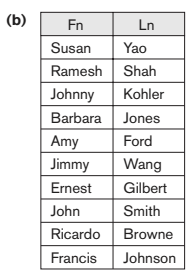 (b)
Fn Ln
Susan Yao
Ramesh Shah
Johnny Kohler
Barbara Jones
Amy Ford
Jimmy Wang
Ernest Gilbert
John Smith
Ricardo Browne
Francis Johnson